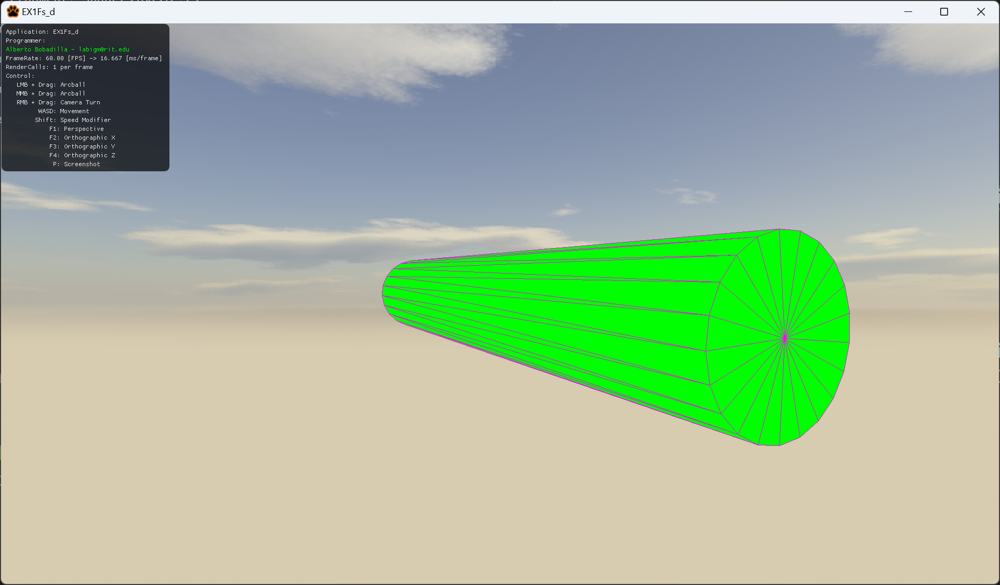 EX1Fs_d
Application: EX1Fs_d
Programmer:
Alberto Bobadilla - labigm@rit.edu
FrameRate: 60.00 [FPS] -> 16.667 [ms/frame]
RenderCalls: 1 per frame
Control:
LMB + Drag: Arcball
MMB + Drag: Arcball
RMB + Drag: Camera Turn
WASD: Movement
Shift: Speed Modifier
F1: Perspective
F2: Orthographic X
F3: Orthographic Y
F4: Orthographic Z
P: Screenshot